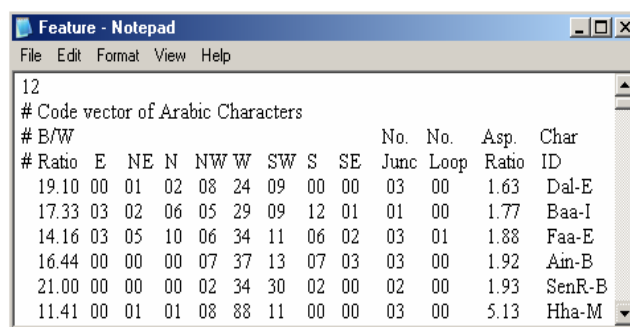 Feature - Notepad
File Edit Format View Help
12
# Code vector of Arabic Characters
# B/W No. No. Asp. Char
# Ratio E NE N NW W SW S SE Junc Loop Ratio ID
19.10 00 01 02 08 24 09 00 00 03 00 1.63 Dal-E
17.33 03 02 06 05 29 09 12 01 01 00 1.77 Baa-I
14.16 03 05 10 06 34 11 06 02 03 01 1.88 Faa-E
16.44 00 00 00 07 37 13 07 03 03 00 1.92 Ain-B
21.00 00 00 00 02 34 30 02 00 02 00 1.93 SenR-B
11.41 00 01 01 08 88 11 00 00 03 00 5.13 Hha-M